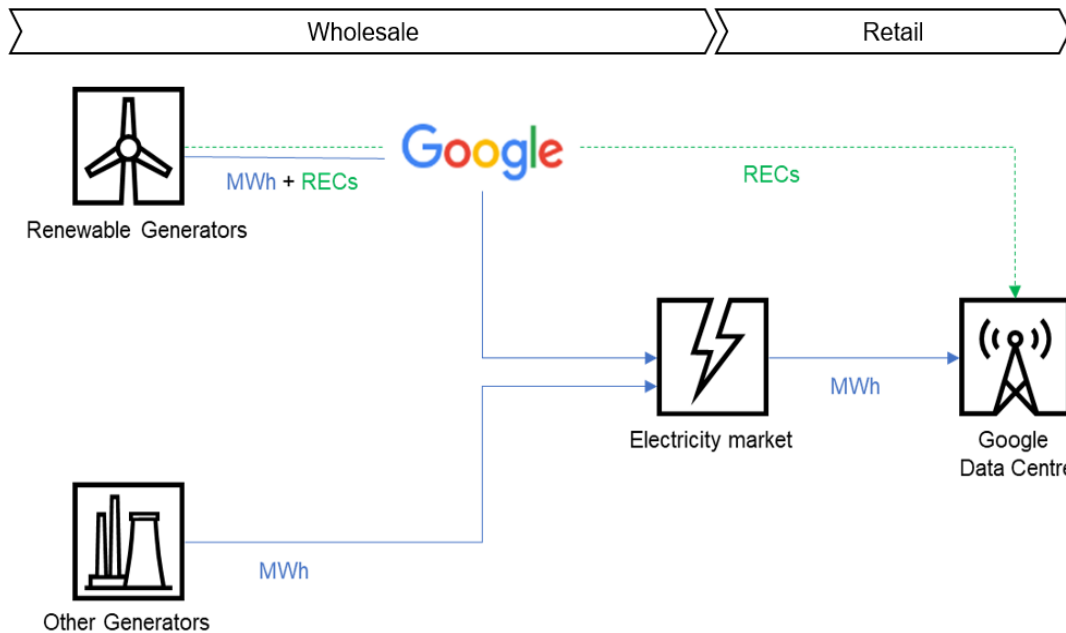 Wholesale
Retail
Google
MWh + RECs
RECs
Renewable Generators
MWh
Electricity market
Google
Data Centre
MWh
Other Generators